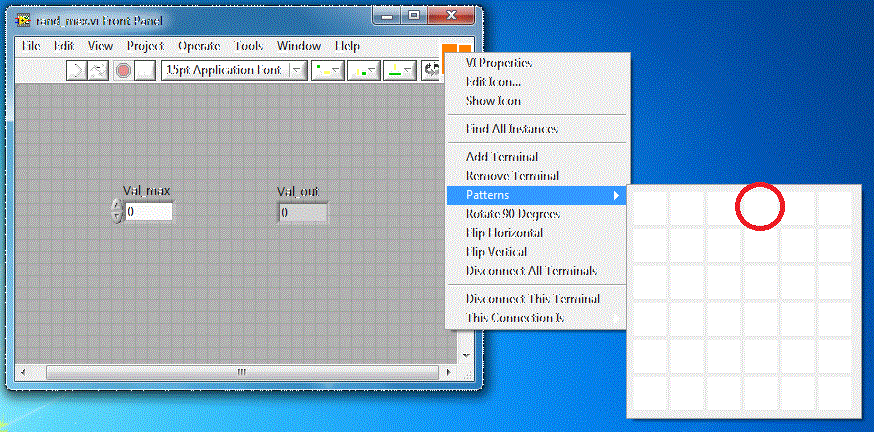 rand_max.vi Front Panel
File Edit View Project Operate Tools Window Help
15pt Application Font
VI Properties
Edit Icon...
Show Icon
Find All Instances
Add Terminal
Remove Terminal
Patterns
Rotate 90 Degrees
Flip Horizontal
Flip Vertical
Disconnect All Terminals
Disconnect This Terminal
This Connection Is
Val_max Val_out
0 0